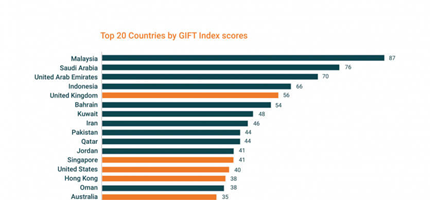 Top 20 Countries by GIFT Index scores
Malaysia 87
Saudi Arabia 76
United Arab Emirates 70
Indonesia 66
United Kingdom 56
Bahrain 54
Kuwait 48
Iran 46
Pakistan 44
Qatar 44
Jordan 41
Singapore 41
United States 40
Hong Kong 38
Oman 38
Australia 35